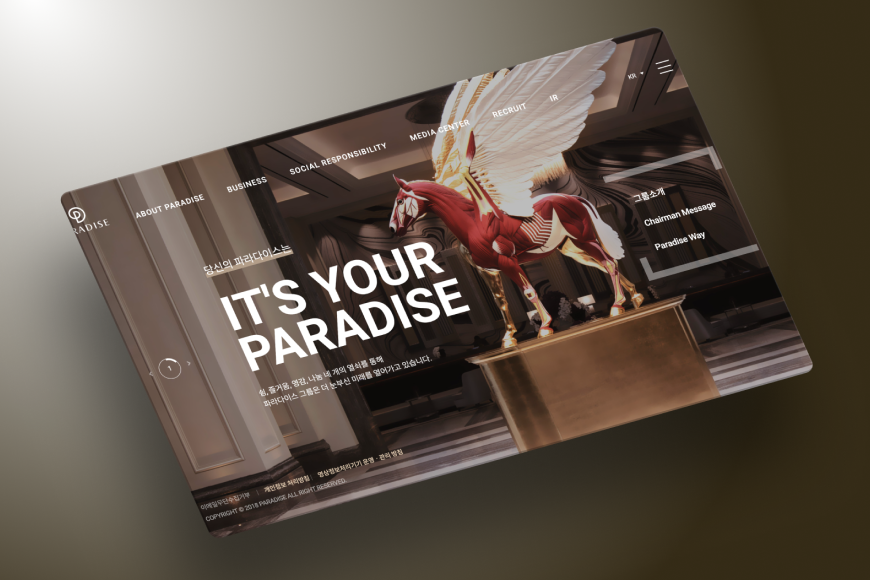 KR
ABOUT PARADISE
BUSINESS
SOCIAL RESPONSIBILITY
MEDIA CENTER
RECRUIT
IR
RADISE
당신의 파라다이스는
IT'S YOUR
PARADISE
쉼, 즐거움, 영감, 나눔 네 개의 열쇠를 통해
파라다이스 그룹은 더 눈부신 미래를 열어가고 있습니다.
그룹소개
Chairman Message
Paradise Way
1
이메일무단수집거부
개인정보 처리방침
영상정보처리기기 운영 · 관리 방침
COPYRIGHT © 2018 PARADISE ALL RIGHT RESERVED.